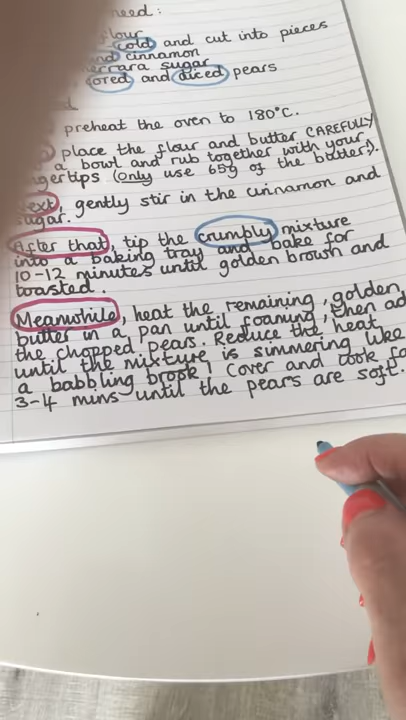 need:
flour
cold and cut into pieces
cinnamon
sugar
and diced pears
preheat the oven to 180°C.
place the flour and butter CAREFULLY
a bowl and rub together with your
(only use 65g of the butter!).
gently stir in the cinnamon and
sugar.
After that, tip the crumbly mixture
into a baking tray and bake for
10-12 minutes until golden brown and
toasted.
Meanwhile, heat the remaining, golden
butter in a pan until foaming, then
the chopped pears. Reduce the heat
until the mixture is simmering like
a babbling brook! Cover and cook
3-4 mins until the pears are soft.